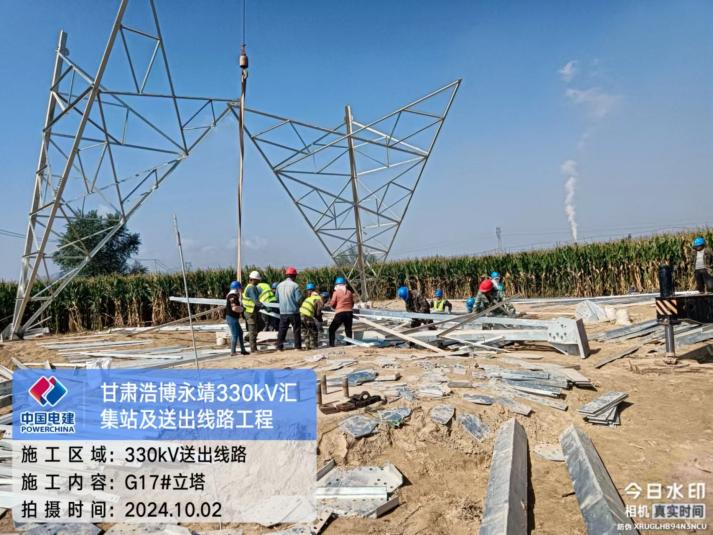 中国电建
POWERCHINA
甘肃浩博永靖330kV汇
集站及送出线路工程
施工区域：330kV送出线路
施工内容：G17#立塔
拍摄时间：2024.10.02
今日水印
相机 真实时间
防伪 XRUGLHB94N3NCU